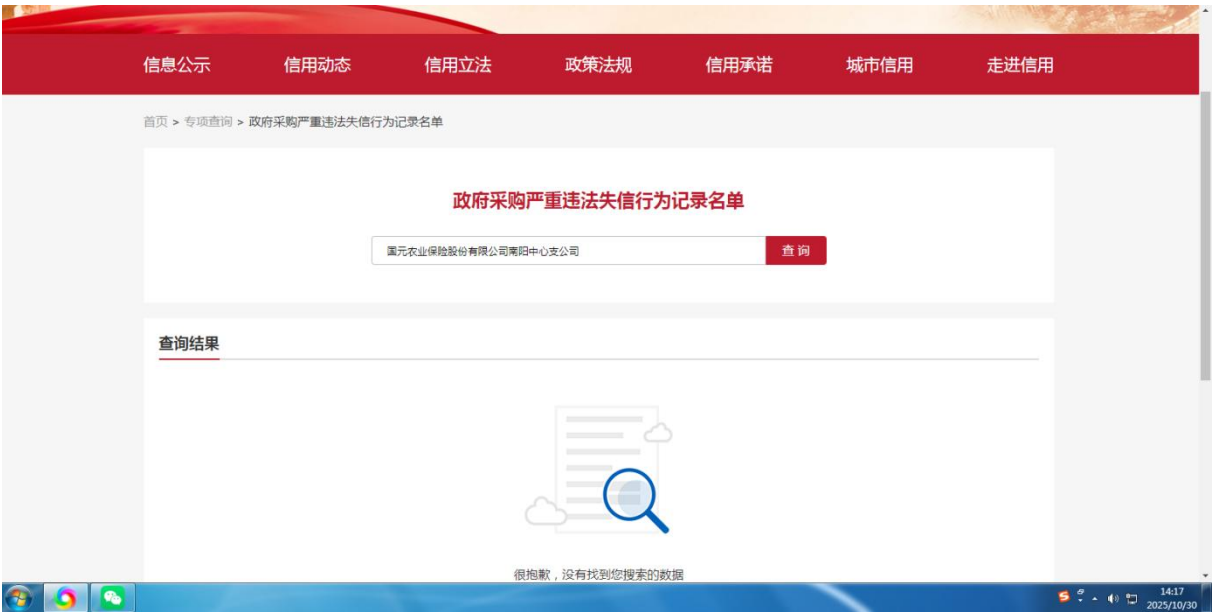 信息公示 信用动态 信用立法 政策法规 信用承诺 城市信用 走进信用
首页 > 专项查询 > 政府采购严重违法失信行为记录名单
政府采购严重违法失信行为记录名单
国元农业保险股份有限公司南阳中心支公司 查询
查询结果
很抱歉，没有找到您搜索的数据
14:17
2025/10/30